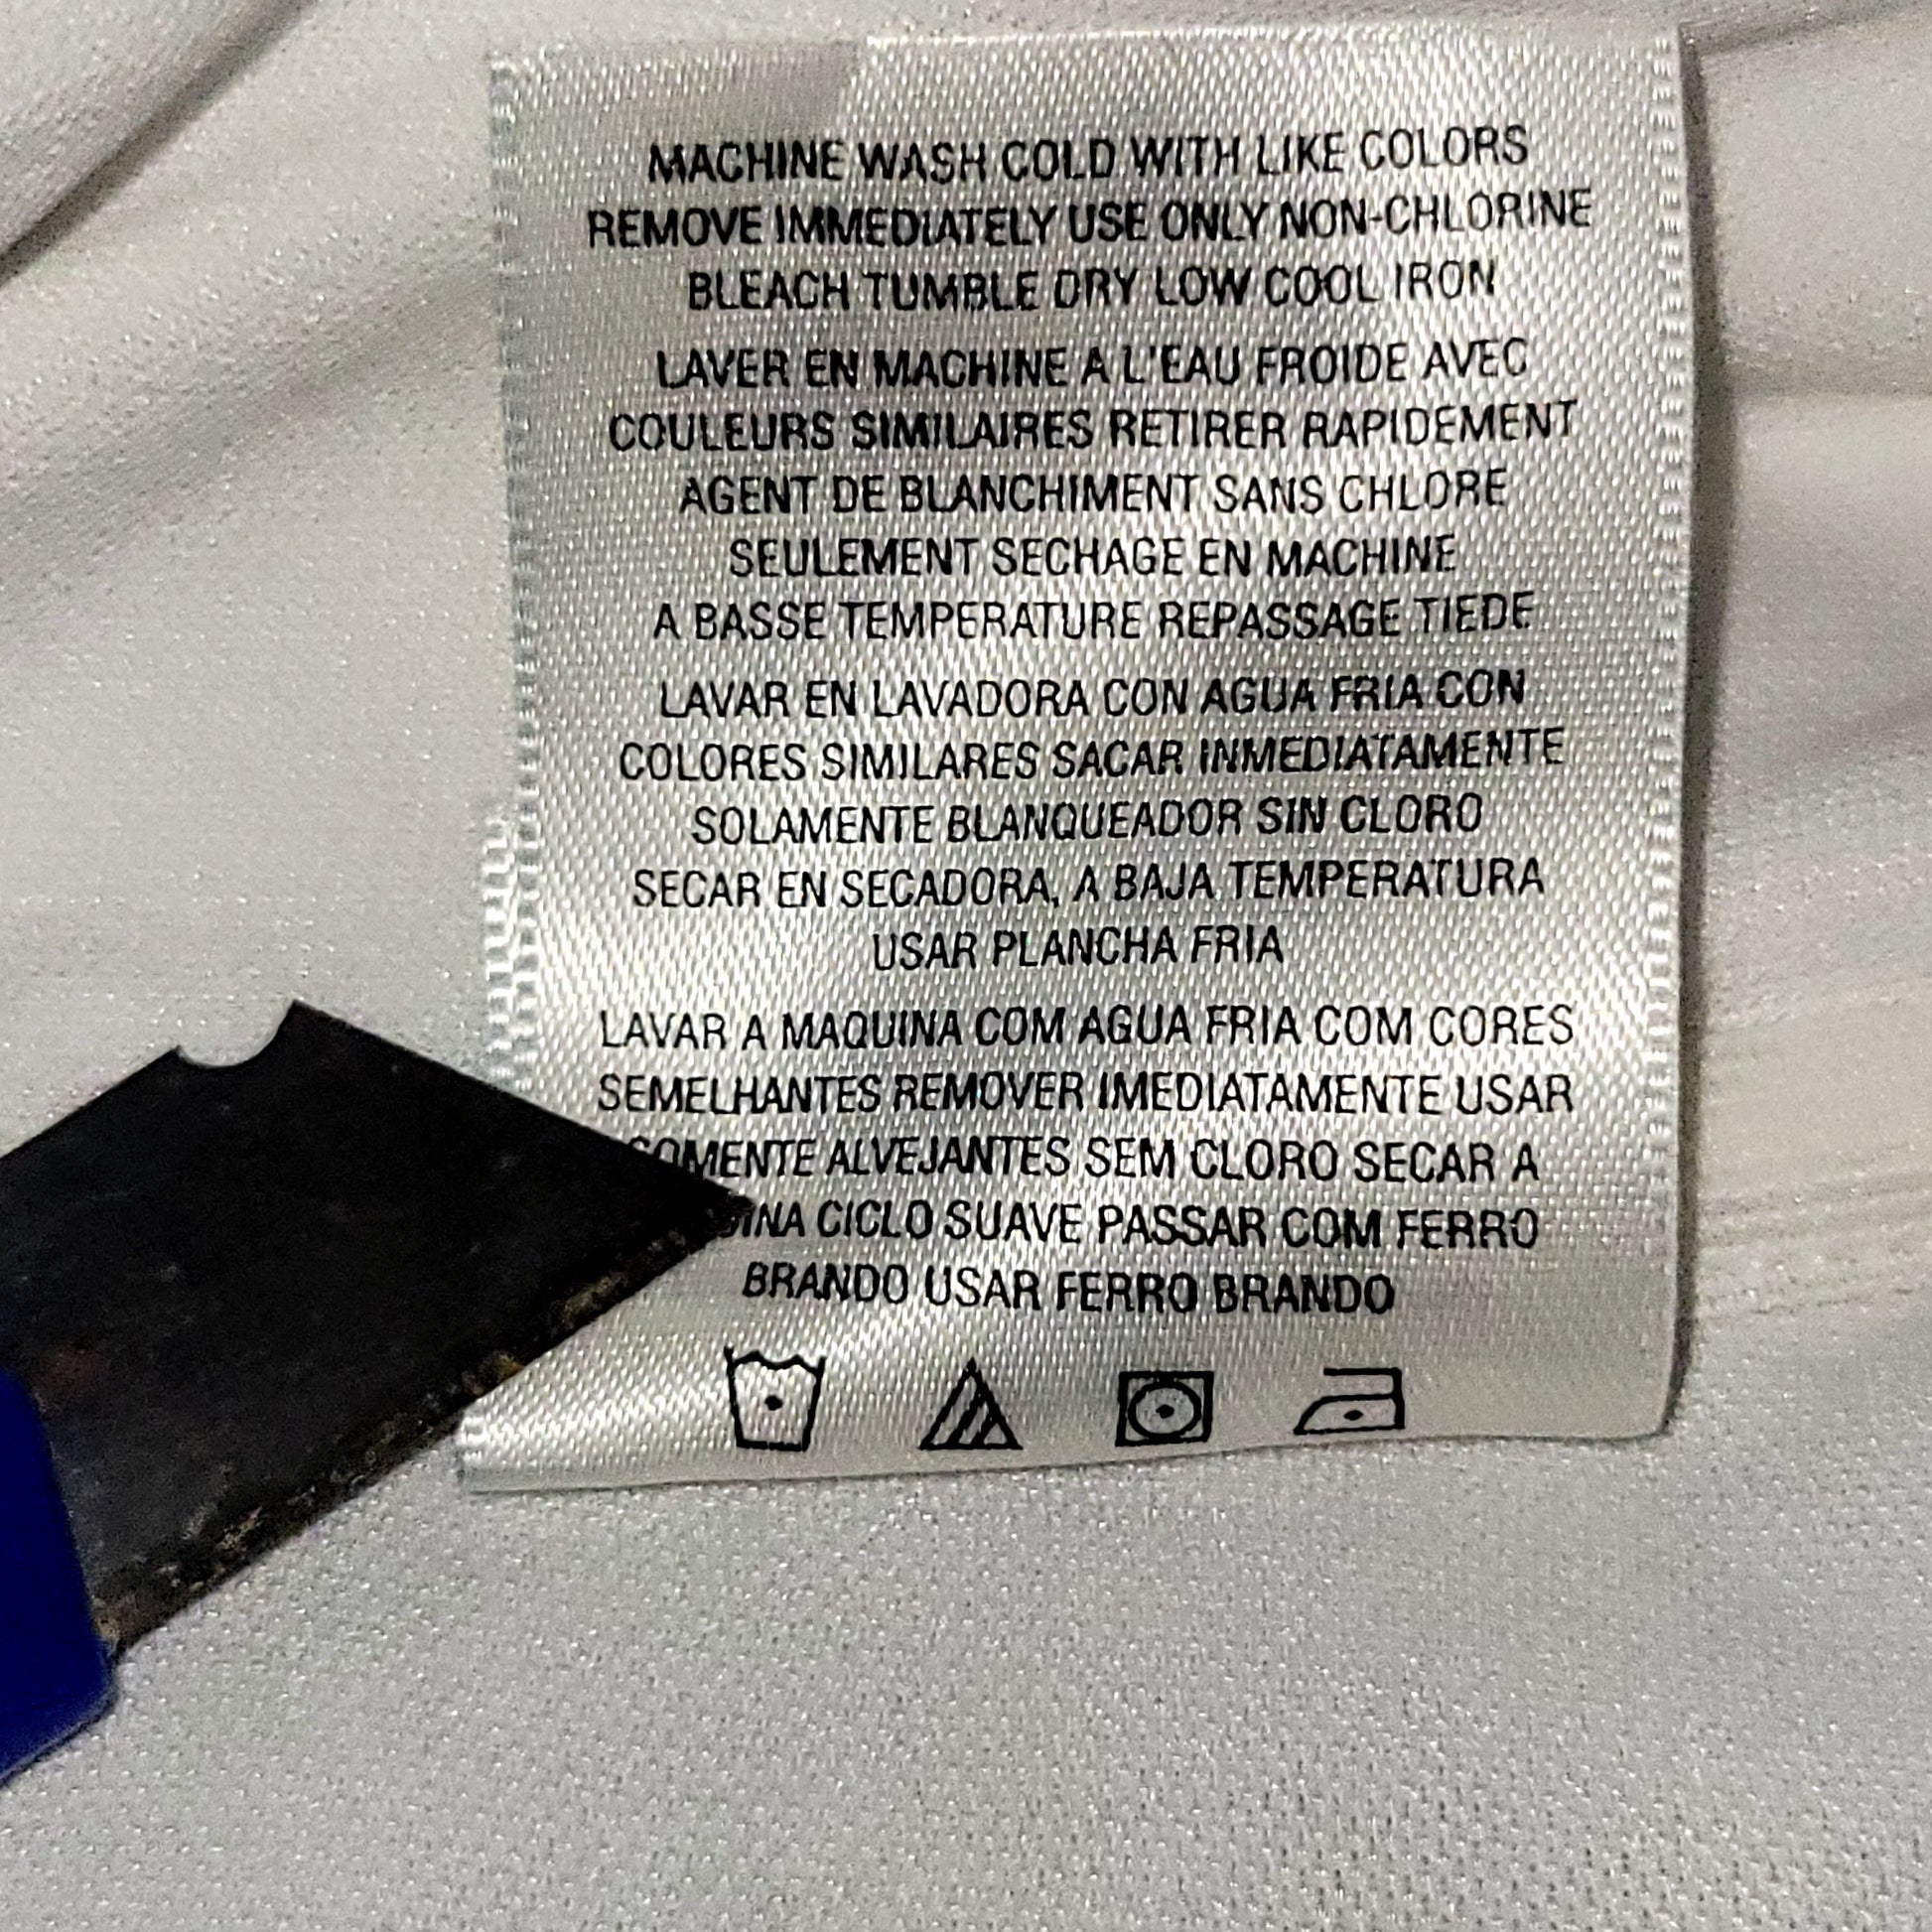 MACHINE WASH COLD WITH LIKE COLORS
REMOVE IMMEDIATELY USE ONLY NON-CHLORINE
BLEACH TUMBLE DRY LOW COOL IRON
LAVER EN MACHINE A L'EAU FROIDE AVEC
COULEURS SIMILAIRES RETIRER RAPIDEMENT
AGENT DE BLANCHIMENT SANS CHLORE
SEULEMENT SECHAGE EN MACHINE
A BASSE TEMPERATURE REPASSAGE TIEDE
LAVAR EN LAVADORA CON AGUA FRIA CON
COLORES SIMILARES SACAR INMEDIATAMENTE
SOLAMENTE BLANQUEADOR SIN CLORO
SECAR EN SECADORA, A BAJA TEMPERATURA
USAR PLANCHA FRIA
LAVAR A MAQUINA COM AGUA FRIA COM CORES
SEMELHANTES REMOVER IMEDIATAMENTE USAR
SOMENTE ALVEJANTES SEM CLORO SECAR A
CICLO SUAVE PASSAR COM FERRO
BRANDO USAR FERRO BRANDO